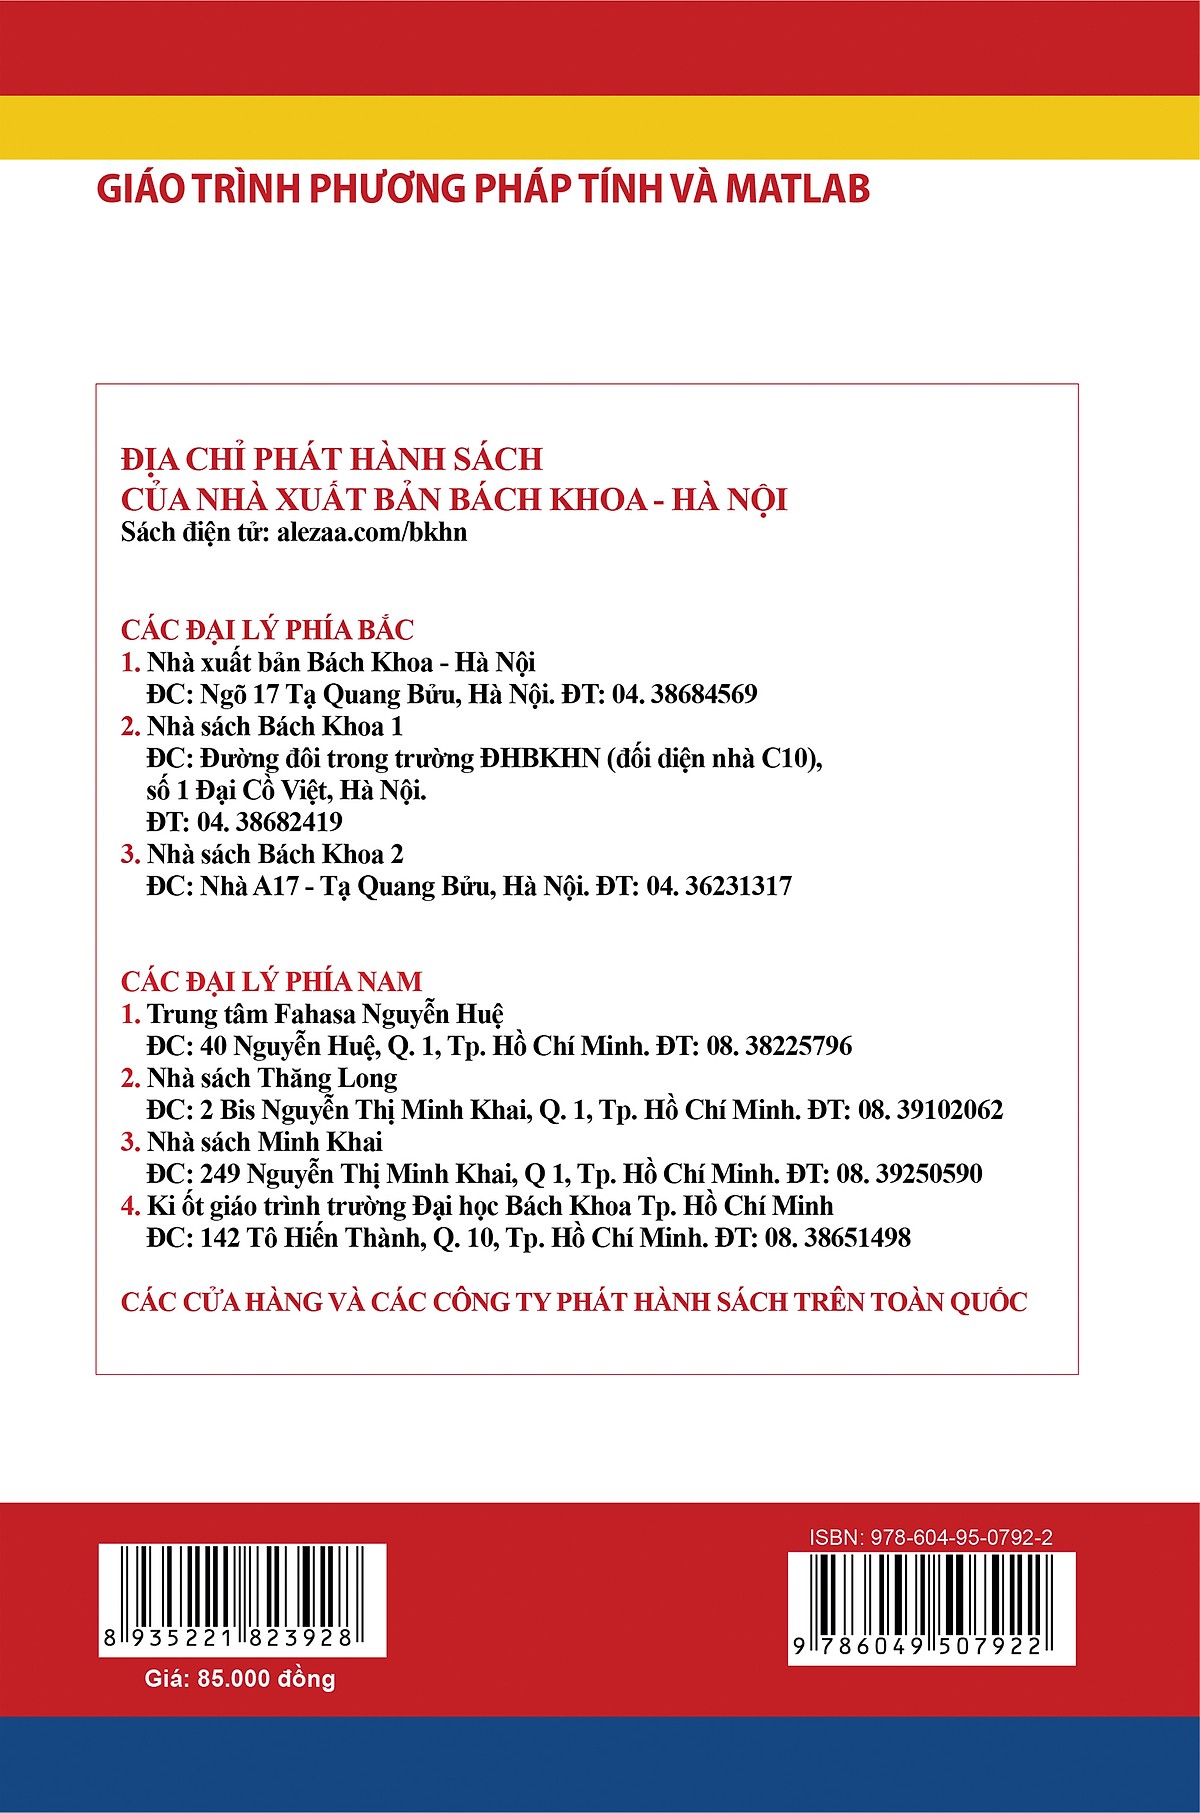 GIÁO TRÌNH PHƯƠNG PHÁP TÍNH VÀ MATLAB
ĐỊA CHỈ PHÁT HÀNH SÁCH
CỦA NHÀ XUẤT BẢN BÁCH KHOA - HÀ NỘI
Sách điện tử: alezaa.com/bkhn
CÁC ĐẠI LÝ PHÍA BẮC
1. Nhà xuất bản Bách Khoa - Hà Nội
ĐC: Ngõ 17 Tạ Quang Bửu, Hà Nội. ĐT: 04. 38684569
2. Nhà sách Bách Khoa 1
ĐC: Đường đôi trong trường ĐHBKHN (đối diện nhà C10),
số 1 Đại Cồ Việt, Hà Nội.
ĐT: 04. 38682419
3. Nhà sách Bách Khoa 2
ĐC: Nhà A17 - Tạ Quang Bửu, Hà Nội. ĐT: 04. 36231317
CÁC ĐẠI LÝ PHÍA NAM
1. Trung tâm Fahasa Nguyễn Huệ
ĐC: 40 Nguyễn Huệ, Q. 1, Tp. Hồ Chí Minh. ĐT: 08. 38225796
2. Nhà sách Thăng Long
ĐC: 2 Bis Nguyễn Thị Minh Khai, Q. 1, Tp. Hồ Chí Minh. ĐT: 08. 39102062
3. Nhà sách Minh Khai
ĐC: 249 Nguyễn Thị Minh Khai, Q 1, Tp. Hồ Chí Minh. ĐT: 08. 39250590
4. Ki ốt giáo trình trường Đại học Bách Khoa Tp. Hồ Chí Minh
ĐC: 142 Tô Hiến Thành, Q. 10, Tp. Hồ Chí Minh. ĐT: 08. 38651498
CÁC CỬA HÀNG VÀ CÁC CÔNG TY PHÁT HÀNH SÁCH TRÊN TOÀN QUỐC
8 935221 823928
Giá: 85.000 đồng
ISBN: 978-604-95-0792-2
9 786049 507922